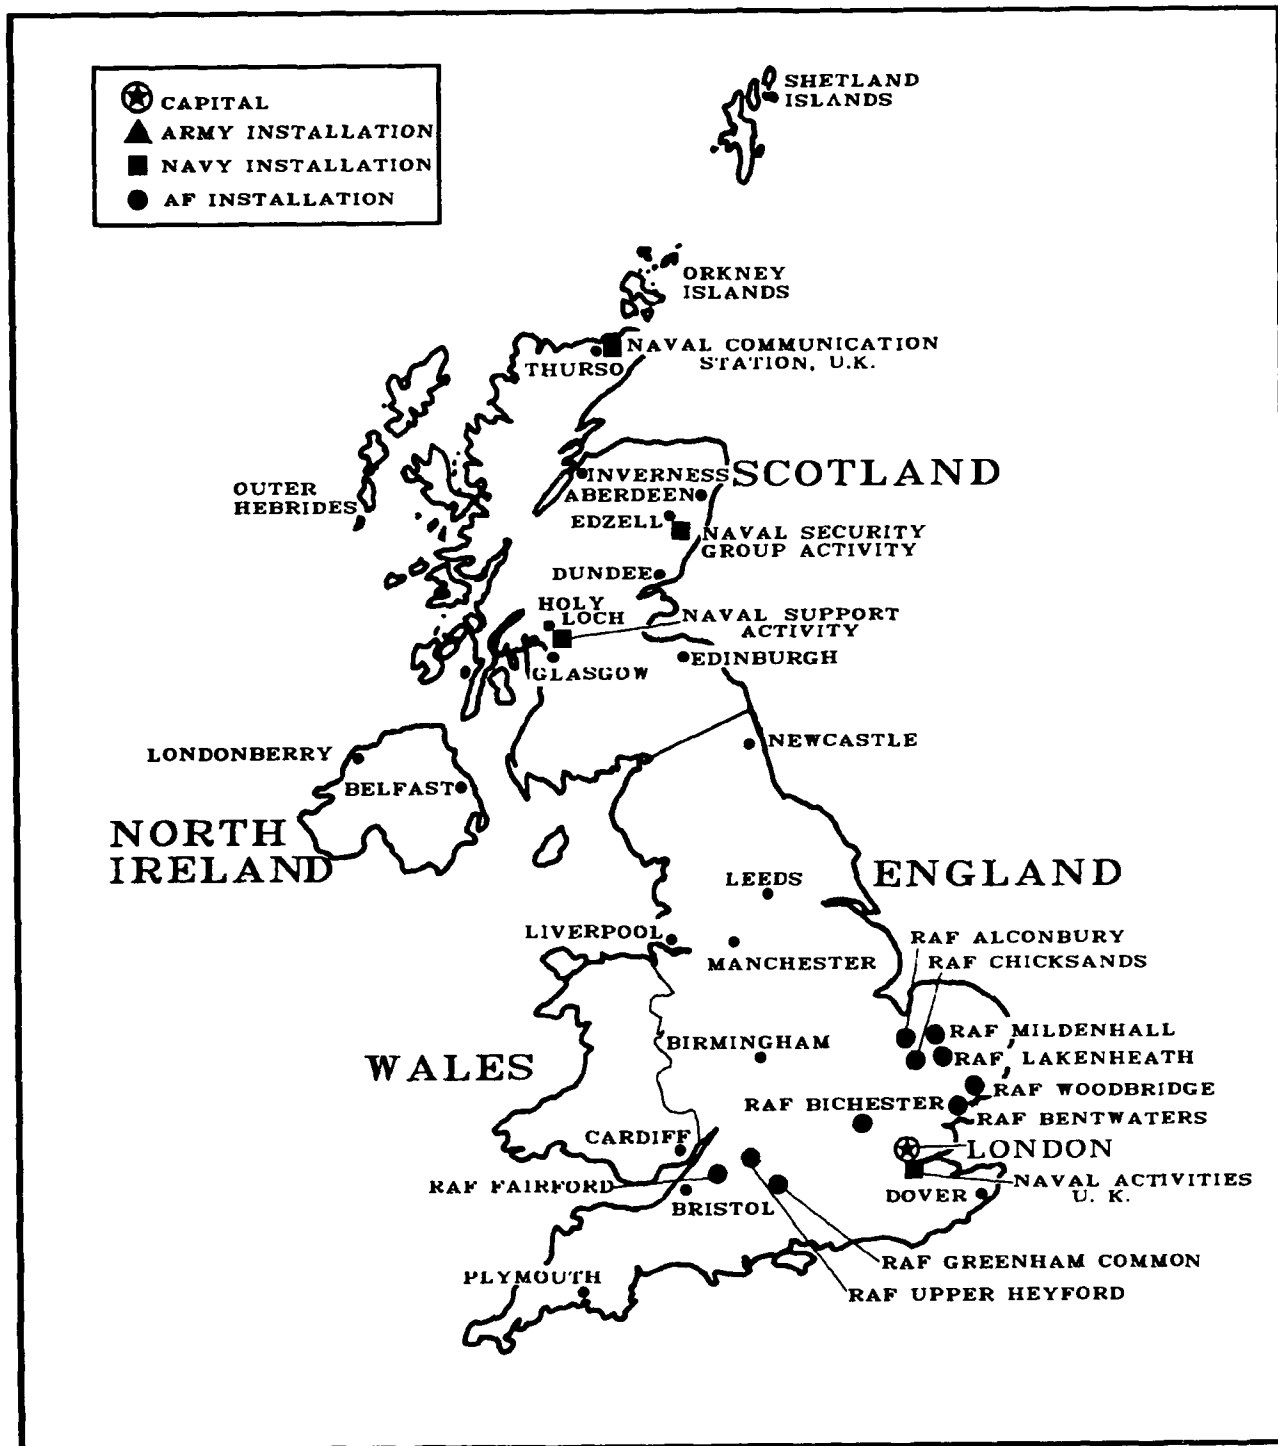 CAPITAL
ARMY INSTALLATION
NAVY INSTALLATION
AF INSTALLATION
SHETLAND
ISLANDS
ORKNEY
ISLANDS
NAVAL COMMUNICATION
STATION, U.K.
THURSO
OUTER
HEBRIDES
INVERNESS
SCOTLAND
ABERDEEN
EDZELL
NAVAL SECURITY
GROUP ACTIVITY
DUNDEE
HOLY
LOCH
NAVAL SUPPORT
ACTIVITY
GLASGOW
EDINBURGH
LONDONBERRY
NEWCASTLE
BELFAST
NORTH
IRELAND
LEEDS
ENGLAND
LIVERPOOL
MANCHESTER
RAF ALCONBURY
RAF CHICKSANDS
WALES
BIRMINGHAM
RAF MILDENHALL
RAF LAKENHEATH
RAF WOODBRIDGE
RAF BICHESTER
RAF BENTWATERS
CARDIFF
LONDON
RAF FAIRFORD
BRISTOL
DOVER
NAVAL ACTIVITIES
U. K.
PLYMOUTH
RAF GREENHAM COMMON
RAF UPPER HEYFORD